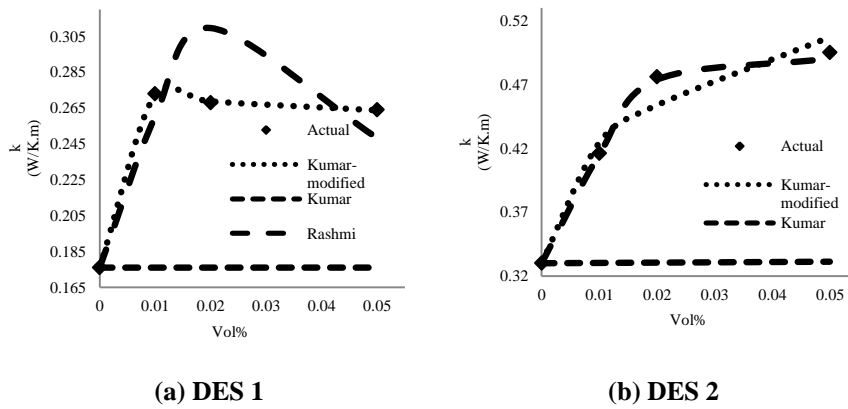 k
(W/K.m)
0.305
0.285
0.265
0.245
0.225
0.205
0.185
0.165
0 0.01 0.02 0.03 0.04 0.05
Vol%
Actual
Kumar-
modified
Kumar
Rashmi
(a) DES 1
k
(W/K.m)
0.52
0.47
0.42
0.37
0.32
0 0.01 0.02 0.03 0.04 0.05
Vol%
Actual
Kumar-
modified
Kumar
(b) DES 2